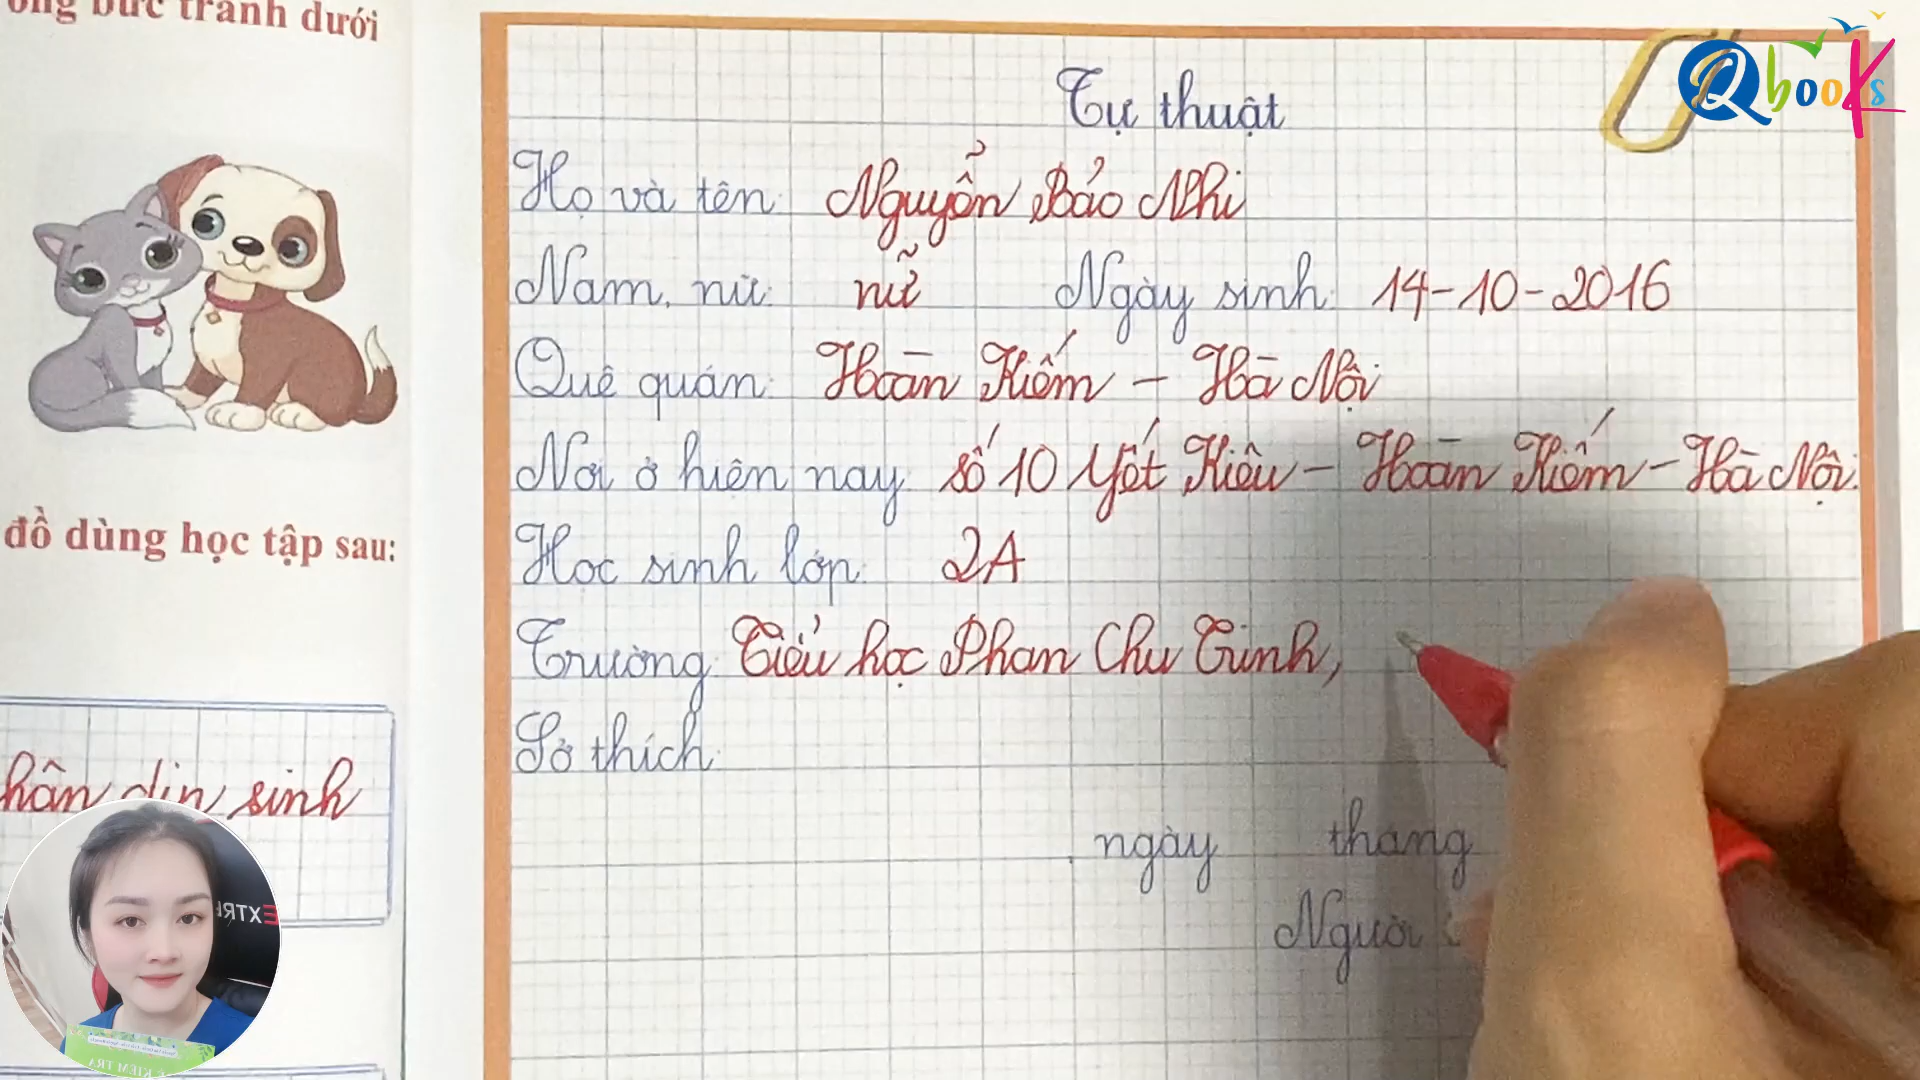 ong bức tranh dưới
đồ dùng học tập sau:
hân dịp sinh
Tự thuật
Họ và tên: Nguyễn Bảo Nhi
Nam, nữ: nữ Ngày sinh: 14-10-2016
Quê quán: Hoàn Kiếm - Hà Nội
Nơi ở hiện nay: số 10 Yết Kiêu - Hoàn Kiếm - Hà Nội.
Học sinh lớp: 2A
Trường: Tiểu học Phan Chu Trinh,
Sở thích:
, ngày tháng
Người
Qbooks
EXTRE
KIỂM TRA